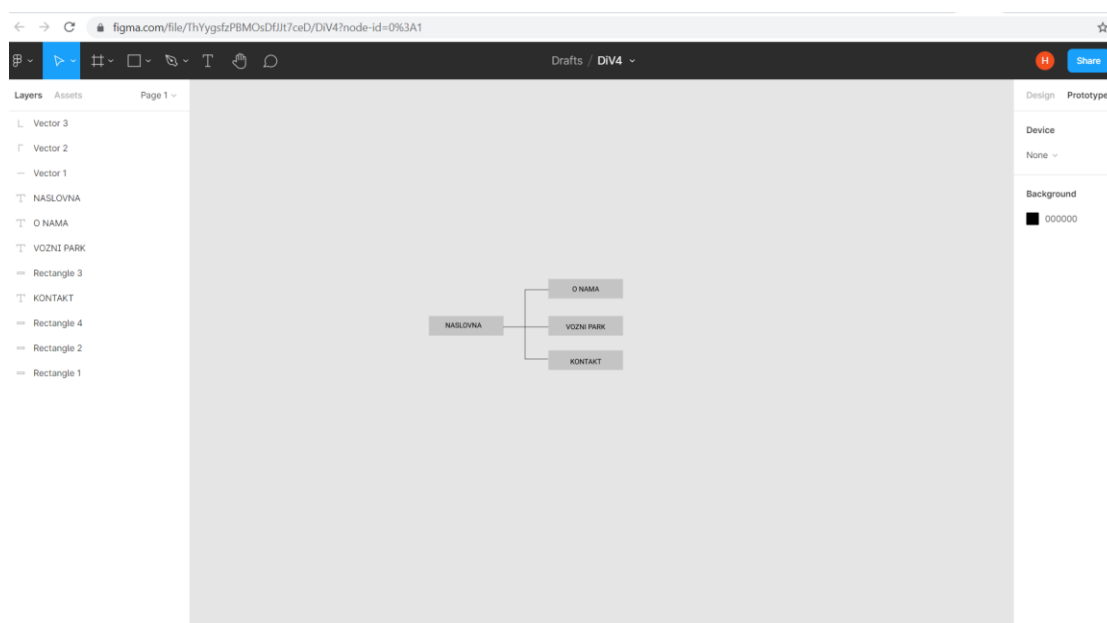 figma.com/file/ThYygsfzPBMOsDfJJt7ceD/DiV4?node-id=0%3A1
Drafts / DiV4
H
Share
Layers Assets Page 1
Design Prototype
Vector 3
Vector 2
Vector 1
NASLOVNA
O NAMA
VOZNI PARK
Rectangle 3
KONTAKT
Rectangle 4
Rectangle 2
Rectangle 1
NASLOVNA
O NAMA
VOZNI PARK
KONTAKT
Device
None
Background
000000